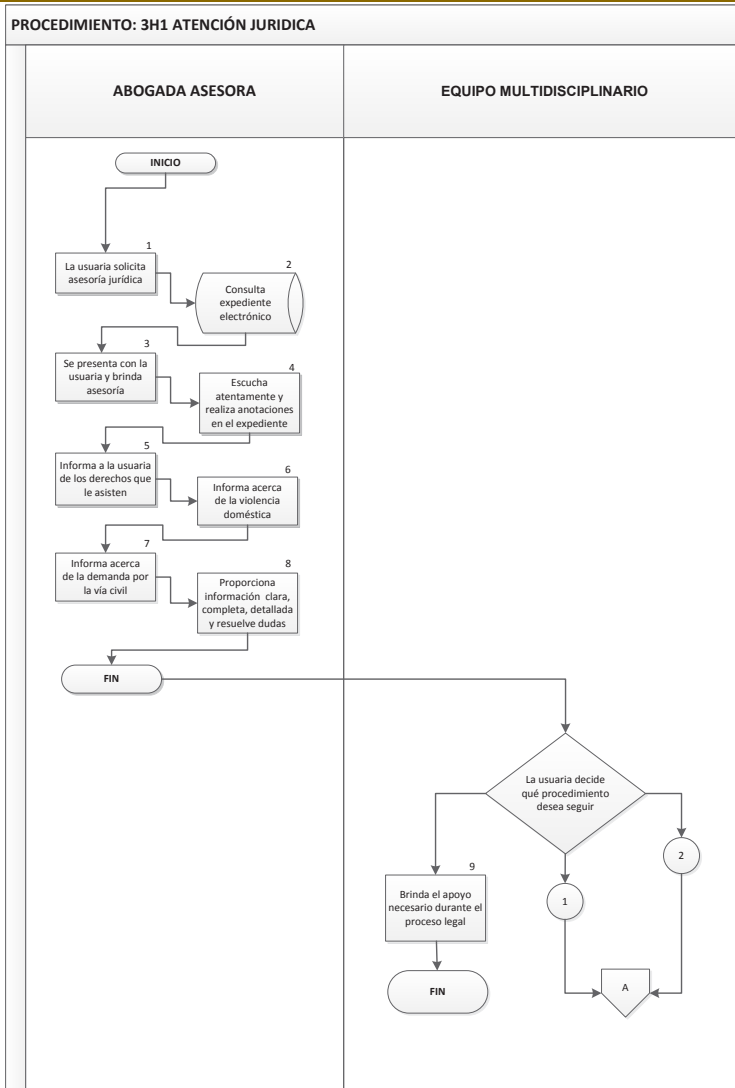 PROCEDIMIENTO: 3H1 ATENCIÓN JURIDICA
ABOGADA ASESORA
EQUIPO MULTIDISCIPLINARIO
INICIO
1
La usuaria solicita
asesoría jurídica
2
Consulta
expediente
electrónico
3
Se presenta con la
usuaria y brinda
asesoría
4
Escucha
atentamente y
realiza anotaciones
en el expediente
5
Informa a la usuaria
de los derechos que
le asisten
6
Informa acerca
de la violencia
doméstica
7
Informa acerca
de la demanda por
la vía civil
8
Proporciona
información clara,
completa, detallada
y resuelve dudas
FIN
La usuaria decide
qué procedimiento
desea seguir
9
Brinda el apoyo
necesario durante el
proceso legal
FIN
1
2
A